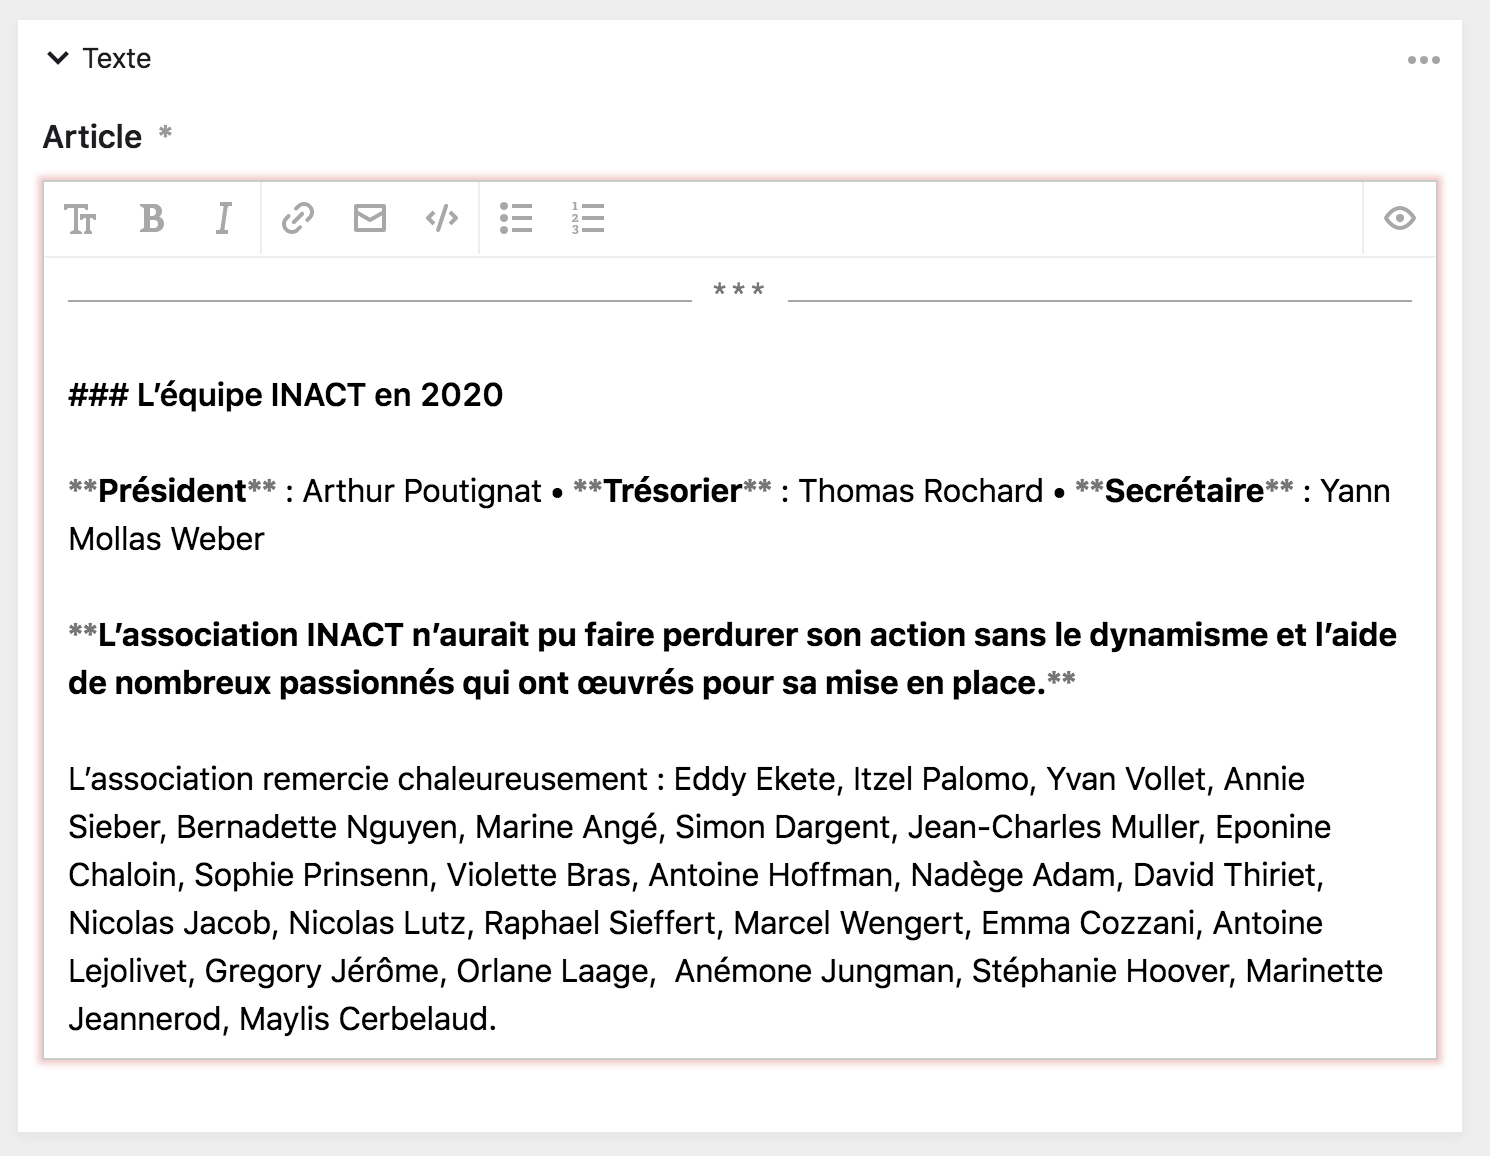 Texte
Article *
***
### L’équipe INACT en 2020
**Président** : Arthur Poutignat • **Trésorier** : Thomas Rochard • **Secrétaire** : Yann
Mollas Weber
**L’association INACT n’aurait pu faire perdurer son action sans le dynamisme et l’aide
de nombreux passionnés qui ont œuvrés pour sa mise en place.**
L’association remercie chaleureusement : Eddy Ekete, Itzel Palomo, Yvan Vollet, Annie
Sieber, Bernadette Nguyen, Marine Angé, Simon Dargent, Jean-Charles Muller, Eponine
Chaloin, Sophie Prinsenn, Violette Bras, Antoine Hoffman, Nadège Adam, David Thiriet,
Nicolas Jacob, Nicolas Lutz, Raphael Sieffert, Marcel Wengert, Emma Cozzani, Antoine
Lejolivet, Gregory Jérôme, Orlane Laage,  Anémone Jungman, Stéphanie Hoover, Marinette
Jeannerod, Maylis Cerbelaud.